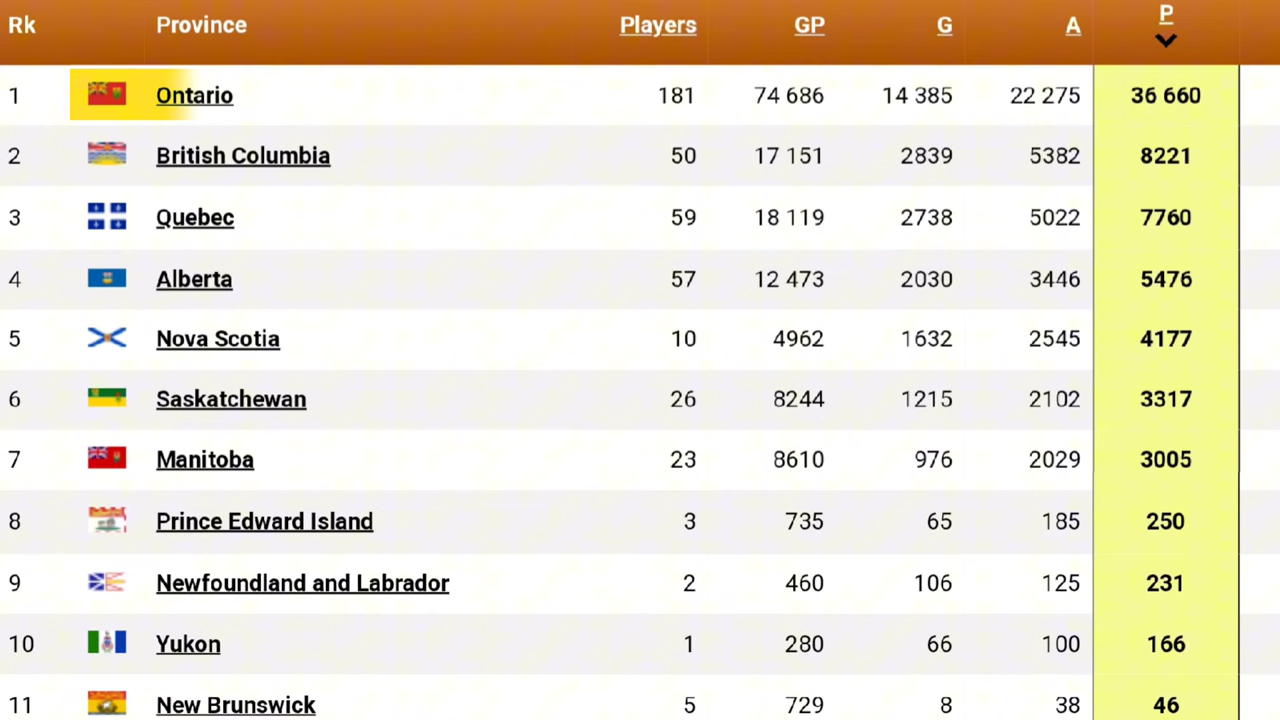 Rk Province Players GP G A P
1 Ontario 181 74 686 14 385 22 275 36 660
2 British Columbia 50 17 151 2839 5382 8221
3 Quebec 59 18 119 2738 5022 7760
4 Alberta 57 12 473 2030 3446 5476
5 Nova Scotia 10 4962 1632 2545 4177
6 Saskatchewan 26 8244 1215 2102 3317
7 Manitoba 23 8610 976 2029 3005
8 Prince Edward Island 3 735 65 185 250
9 Newfoundland and Labrador 2 460 106 125 231
10 Yukon 1 280 66 100 166
11 New Brunswick 5 729 8 38 46